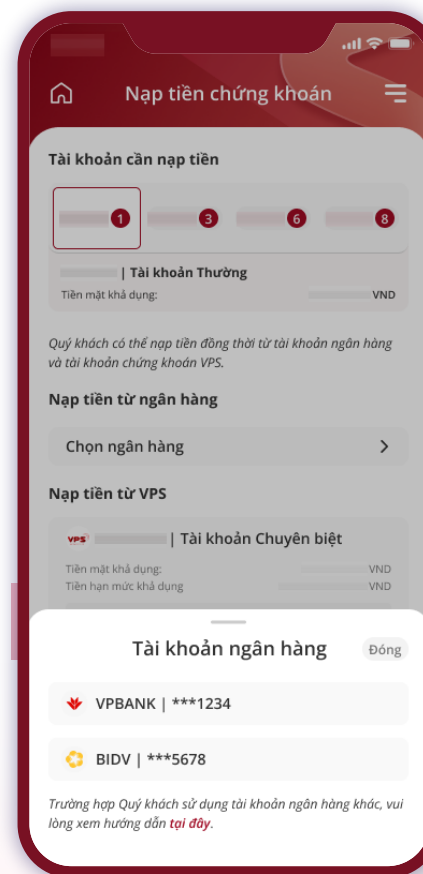 Nạp tiền chứng khoán
Tài khoản cần nạp tiền
1 3 6 8
| Tài khoản Thường
Tiền mặt khả dụng: VND
Quý khách có thể nạp tiền đồng thời từ tài khoản ngân hàng
và tài khoản chứng khoán VPS.
Nạp tiền từ ngân hàng
Chọn ngân hàng
Nạp tiền từ VPS
VPS | Tài khoản Chuyên biệt
Tiền mặt khả dụng: VND
Tiền hạn mức khả dụng VND
Tài khoản ngân hàng Đóng
VPBANK | ***1234
BIDV | ***5678
Trường hợp Quý khách sử dụng tài khoản ngân hàng khác, vui
lòng xem hướng dẫn tại đây.